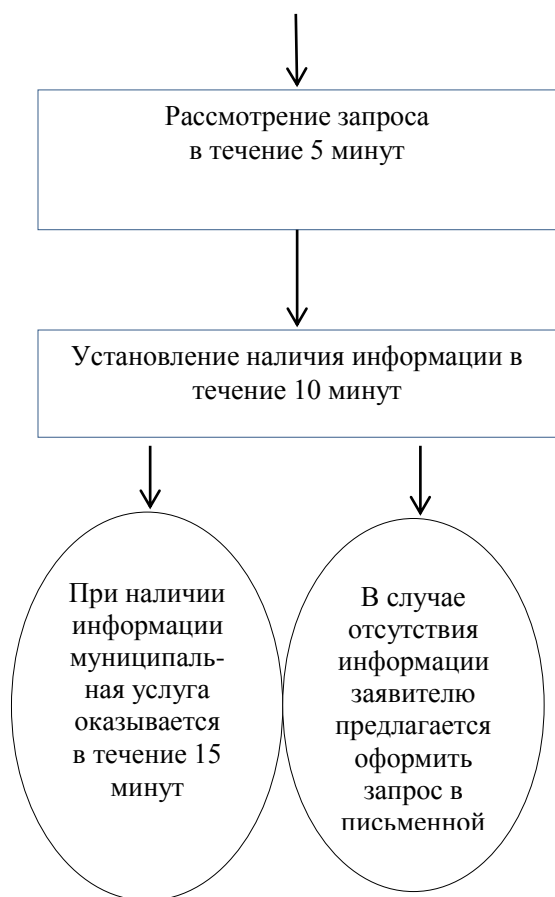 Рассмотрение запроса
в течение 5 минут
Установление наличия информации в
течение 10 минут
При наличии
информации
муниципаль-
ная услуга
оказывается
в течение 15
минут
В случае
отсутствия
информации
заявителю
предлагается
оформить
запрос в
письменной